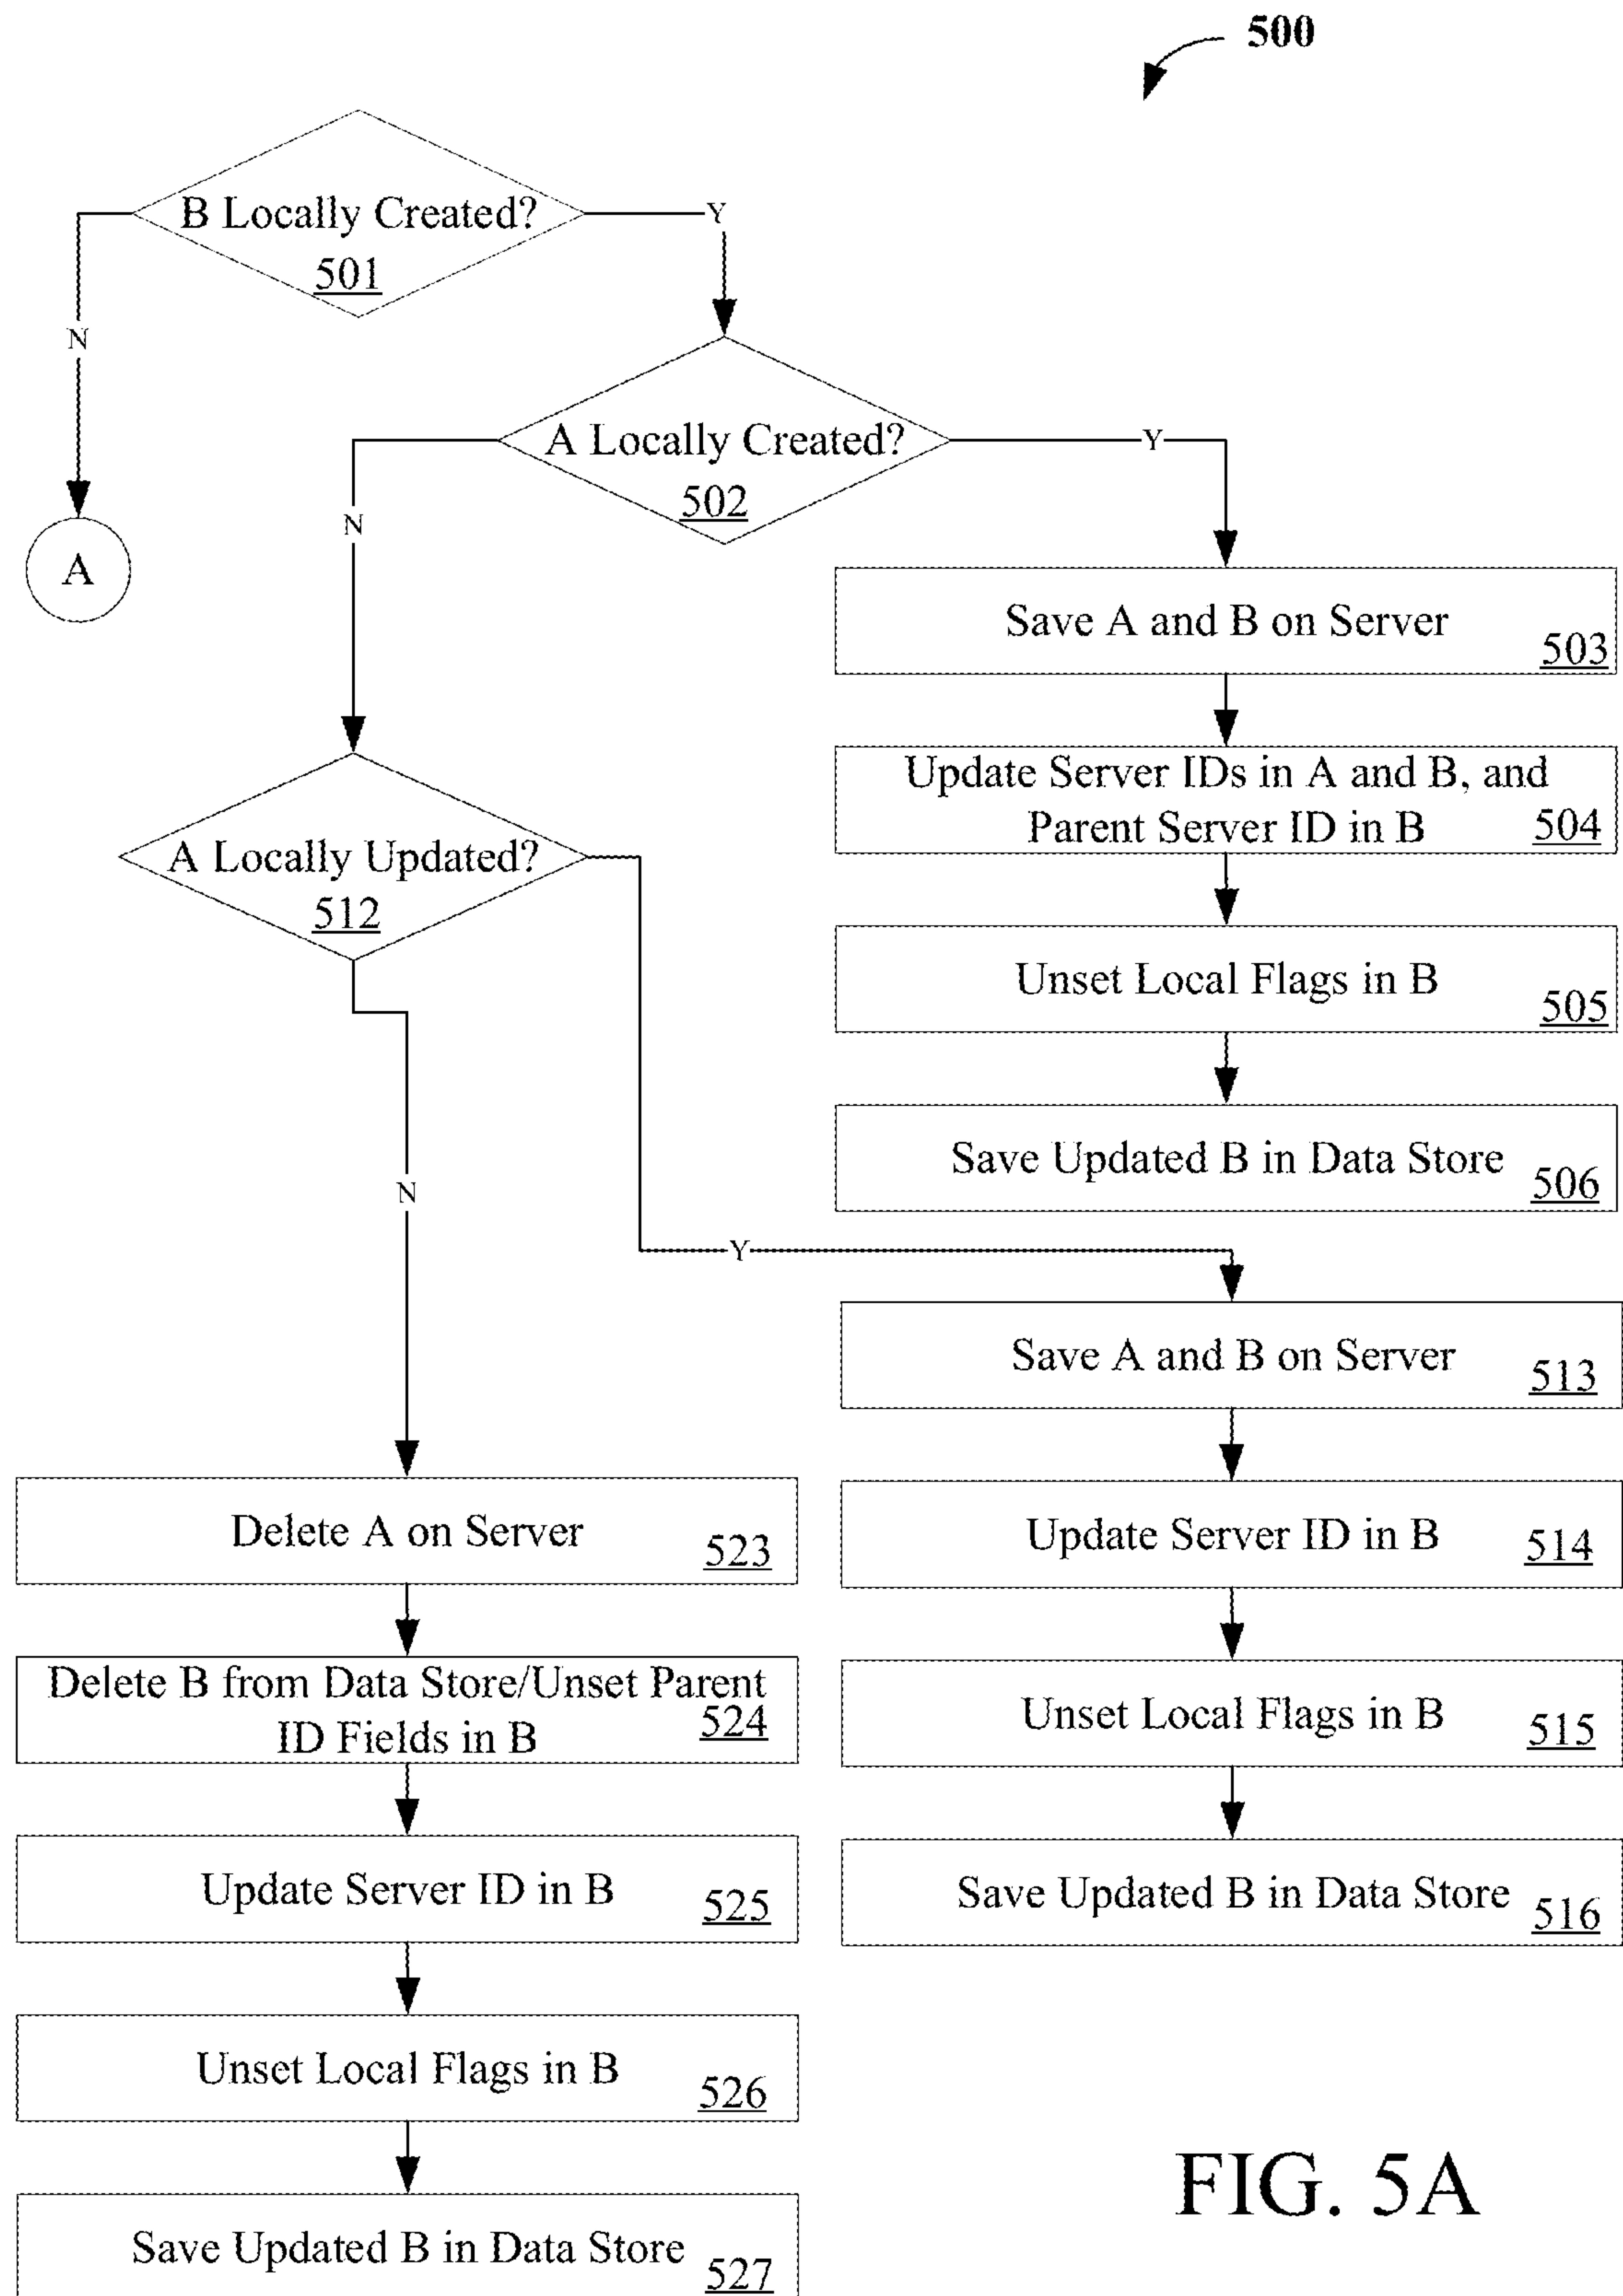 500
B Locally Created?
501
Y
N
A Locally Created?
502
Y
N
A
Save A and B on Server
503
Update Server IDs in A and B, and
Parent Server ID in B
504
A Locally Updated?
512
Unset Local Flags in B
505
Save Updated B in Data Store
506
N
Y
Save A and B on Server
513
Delete A on Server
523
Update Server ID in B
514
Delete B from Data Store/Unset Parent
ID Fields in B
524
Unset Local Flags in B
515
Update Server ID in B
525
Save Updated B in Data Store
516
Unset Local Flags in B
526
Save Updated B in Data Store
527
FIG. 5A